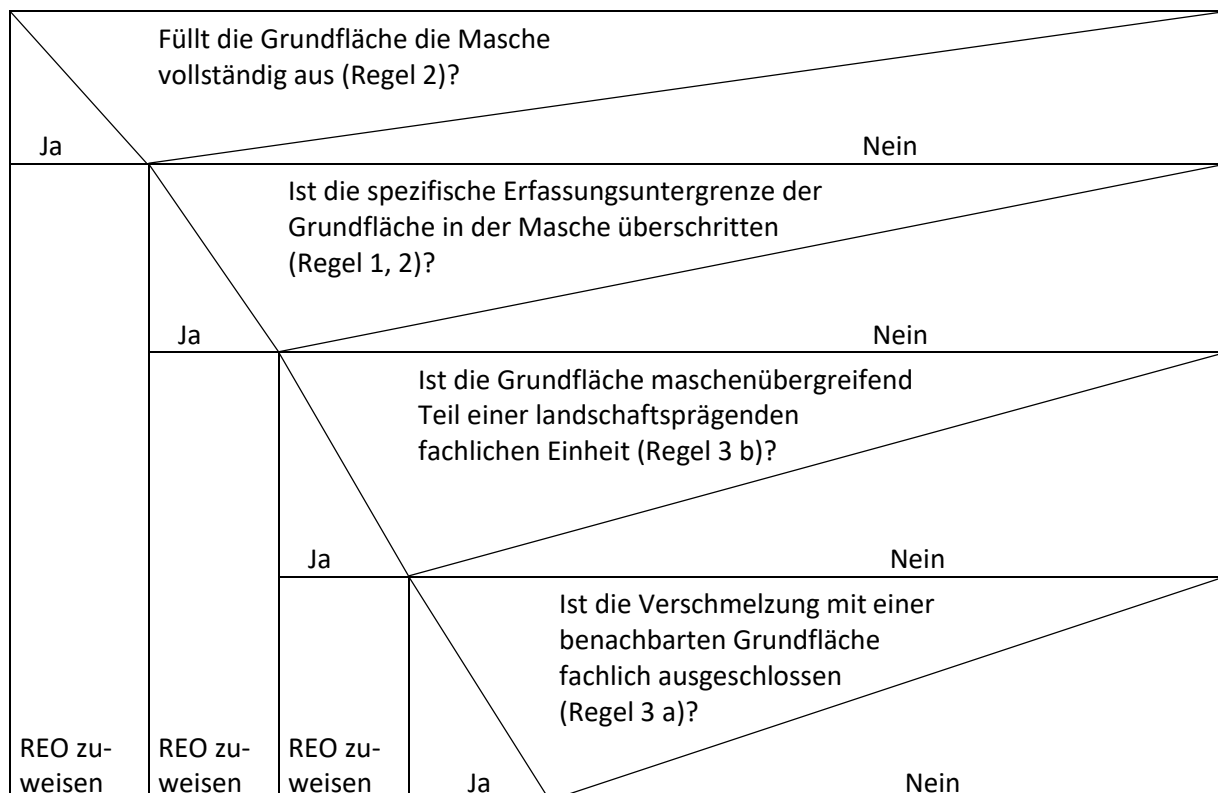 Füllt die Grundfläche die Masche
vollständig aus (Regel 2)?
Ja
Nein
Ist die spezifische Erfassungsuntergrenze der
Grundfläche in der Masche überschritten
(Regel 1, 2)?
Ja
Nein
Ist die Grundfläche maschenübergreifend
Teil einer landschaftsprägenden
fachlichen Einheit (Regel 3 b)?
Ja
Nein
Ist die Verschmelzung mit einer
benachbarten Grundfläche
fachlich ausgeschlossen
(Regel 3 a)?
REO zu-
weisen
REO zu-
weisen
REO zu-
weisen
Ja
Nein